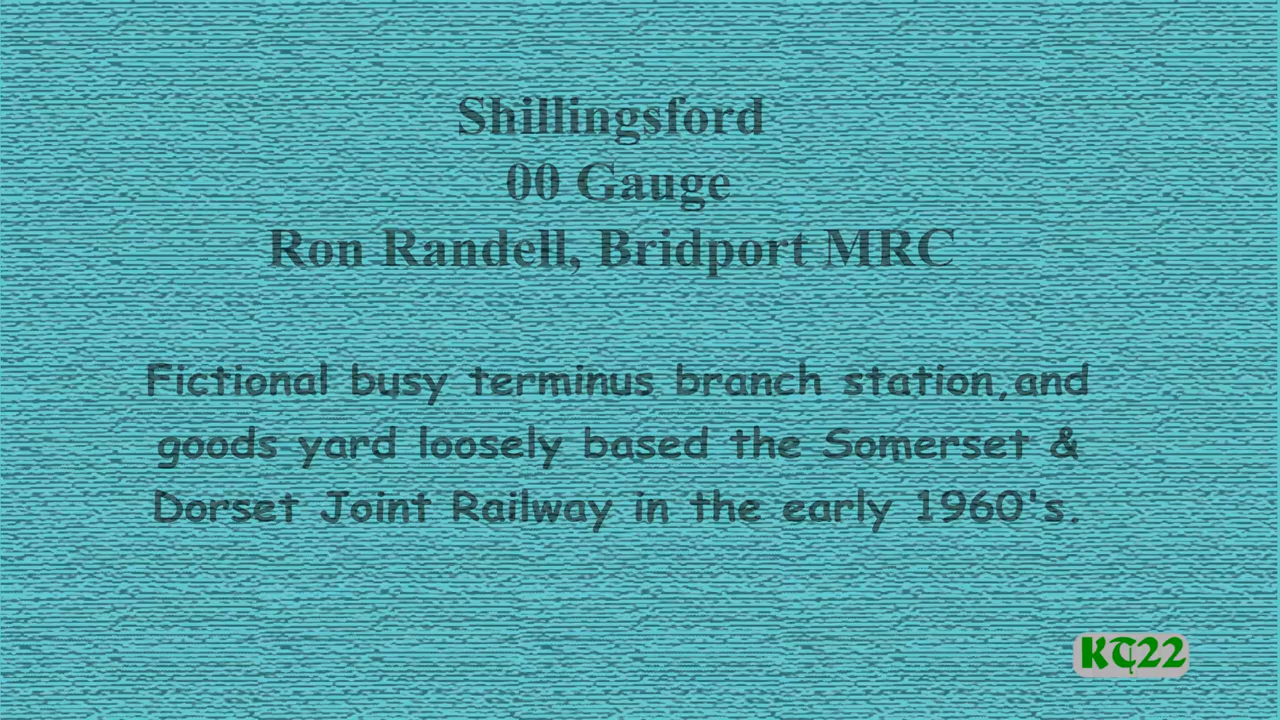 Shillingsford
00 Gauge
Ron Randell, Bridport MRC
Fictional busy terminus branch station,and
goods yard loosely based the Somerset &
Dorset Joint Railway in the early 1960's.
KT22